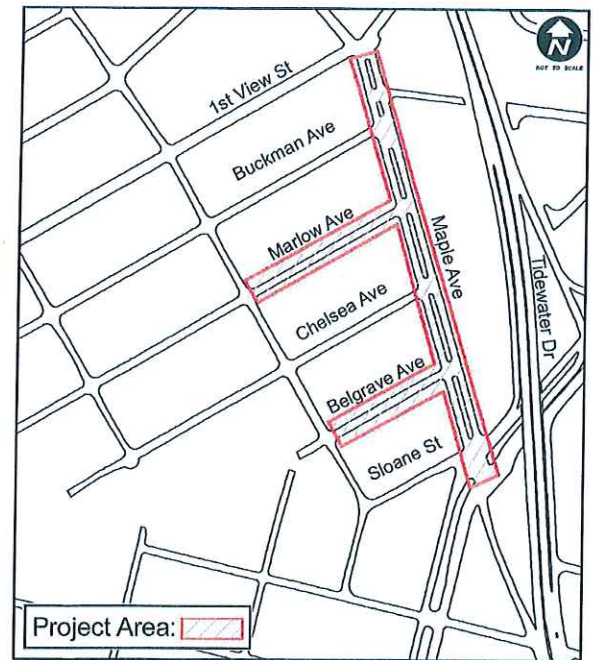 N
NOT TO SCALE
1st View St
Buckman Ave
Marlow Ave
Maple Ave
Chelsea Ave
Tidewater Dr
Belgrave Ave
Sloane St
Project Area: